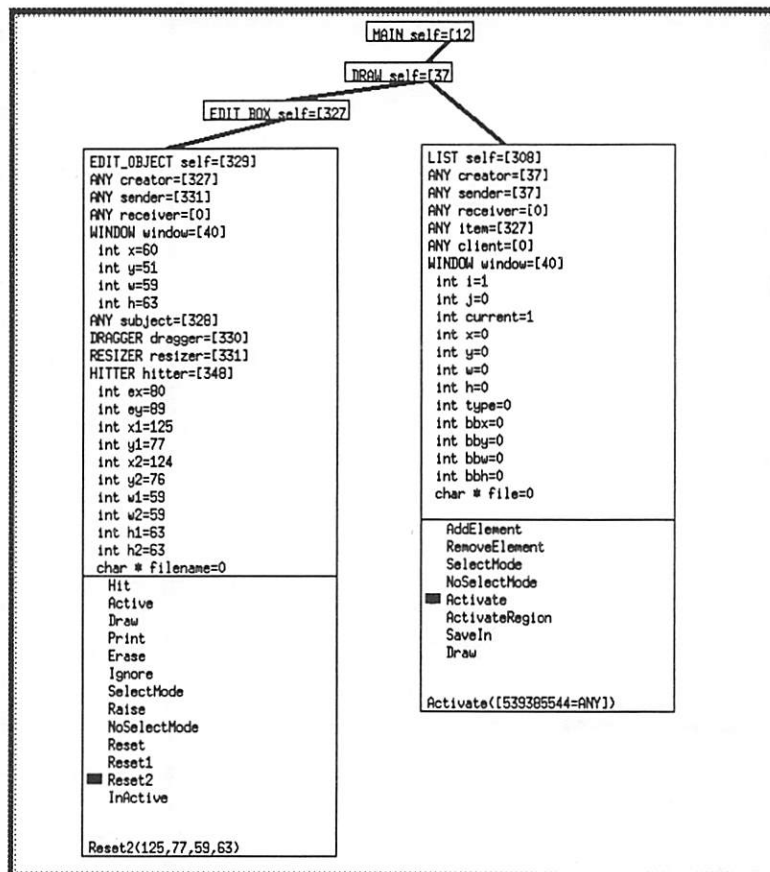 MAIN self=[12
DRAW self=[37
EDIT_BOX self=[327
EDIT_OBJECT self=[329]
ANY creator=[327]
ANY sender=[331]
ANY receiver=[0]
WINDOW window=[40]
int x=60
int y=51
int w=59
int h=63
ANY subject=[328]
DRAGGER dragger=[330]
RESIZER resizer=[331]
HITTER hitter=[348]
int ex=80
int ey=89
int x1=125
int y1=77
int x2=124
int y2=76
int w1=59
int w2=59
int h1=63
int h2=63
char * filename=0
Hit
Active
Draw
Print
Erase
Ignore
SelectMode
Raise
NoSelectMode
Reset
Reset1
Reset2
InActive
Reset2(125,77,59,63)
LIST self=[308]
ANY creator=[37]
ANY sender=[37]
ANY receiver=[0]
ANY item=[327]
ANY client=[0]
WINDOW window=[40]
int i=1
int j=0
int current=1
int x=0
int y=0
int w=0
int h=0
int type=0
int bbx=0
int bby=0
int bbw=0
int bbh=0
char * file=0
AddElement
RemoveElement
SelectMode
NoSelectMode
Activate
ActivateRegion
SaveIn
Draw
Activate([539385544=ANY])